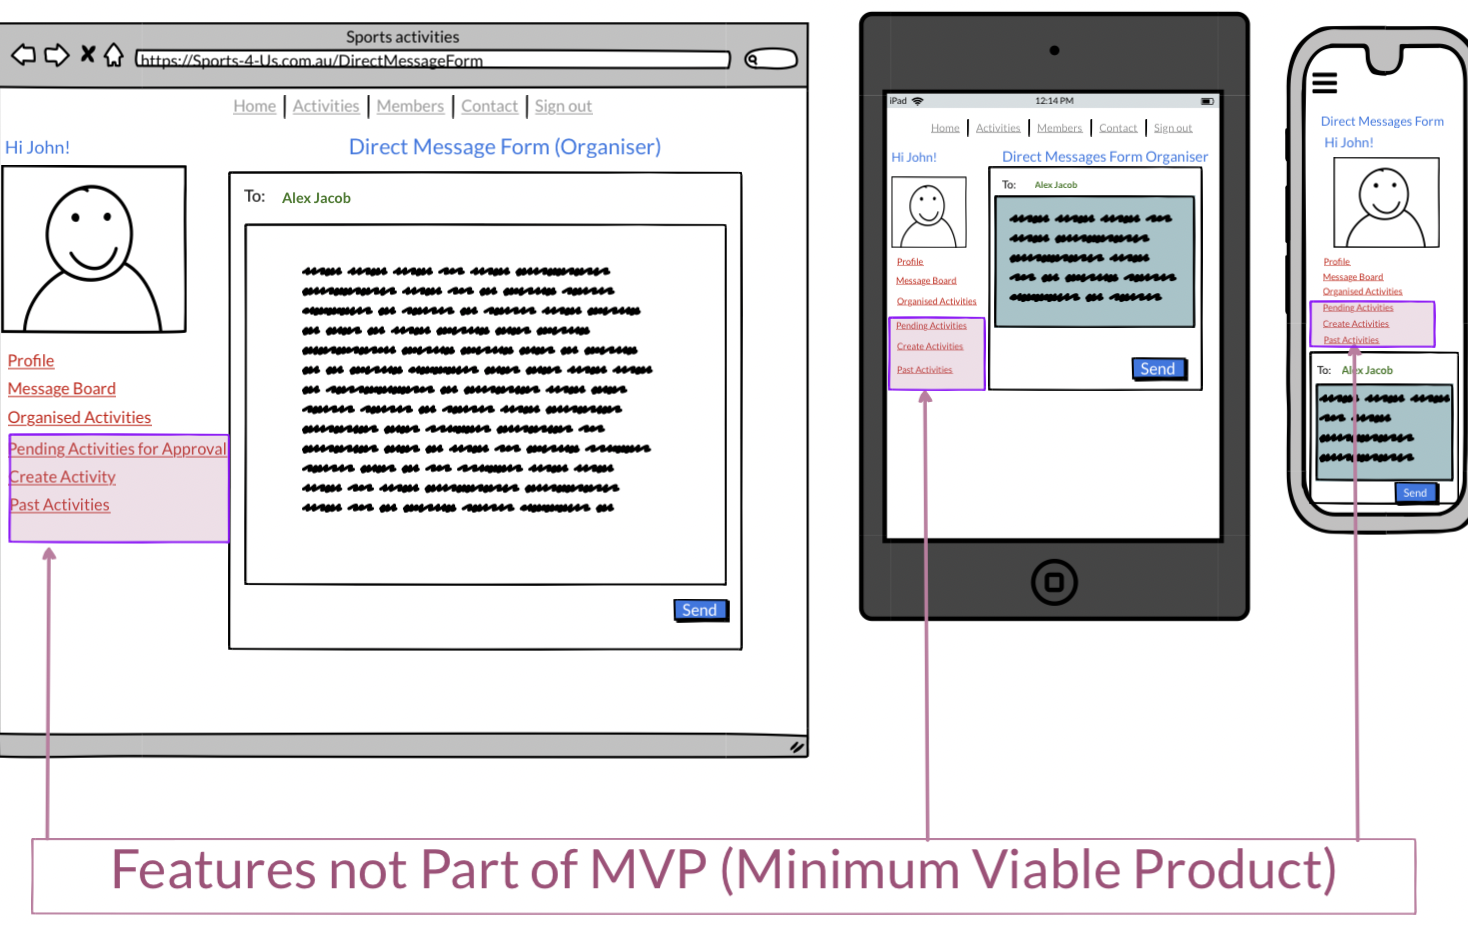 Sports activities
https://Sports-4-Us.com.au/DirectMessageForm
Home | Activities | Members | Contact | Sign out
Hi John!
Direct Message Form (Organiser)
To: Alex Jacob
Profile
Message Board
Organised Activities
Pending Activities for Approval
Create Activity
Past Activities
Send
iPad 12:14 PM
Home | Activities | Members | Contact | Sign out
Hi John!
Direct Messages Form Organiser
To: Alex Jacob
Profile
Message Board
Organised Activities
Pending Activities
Create Activities
Past Activities
Send
Direct Messages Form
Hi John!
Profile
Message Board
Organised Activities
Pending Activities
Create Activities
Past Activities
To: Alex Jacob
Send
Features not Part of MVP (Minimum Viable Product)